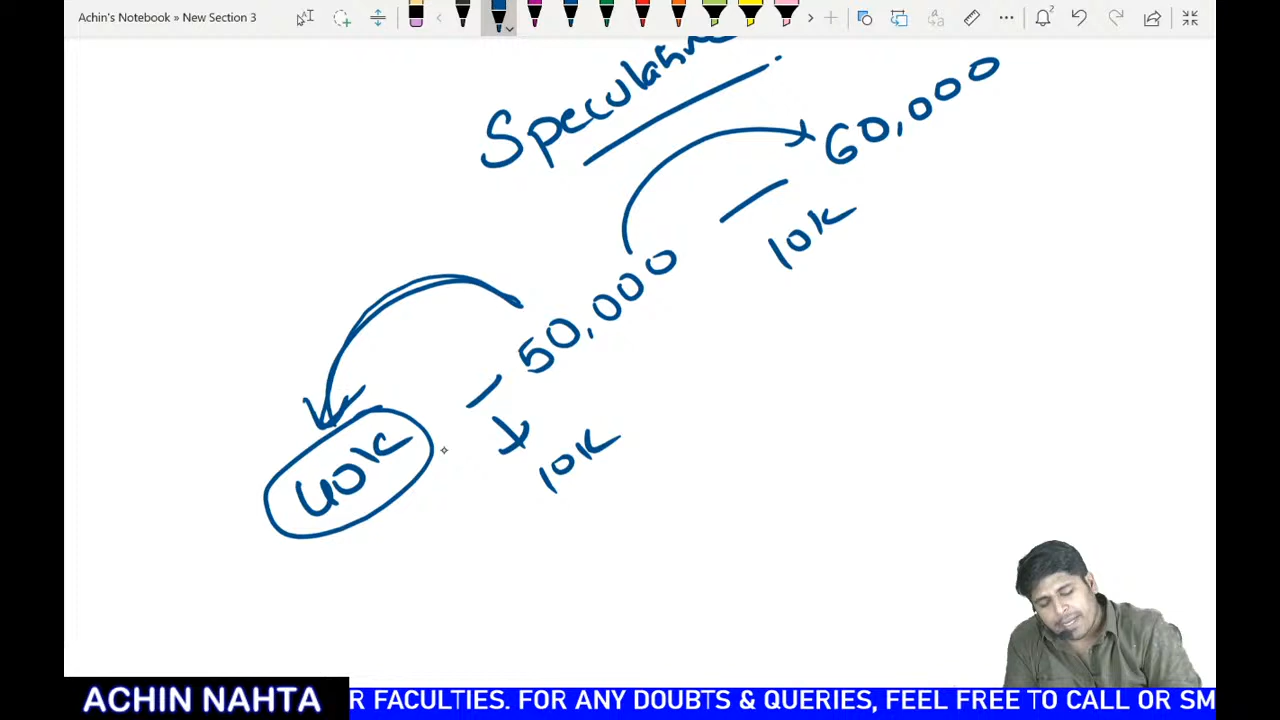 Achin's Notebook » New Section 3
60,000
10K
50,000
10K
40K
ACHIN NAHTA
R FACULTIES. FOR ANY DOUBTS & QUERIES, FEEL FREE TO CALL OR SM